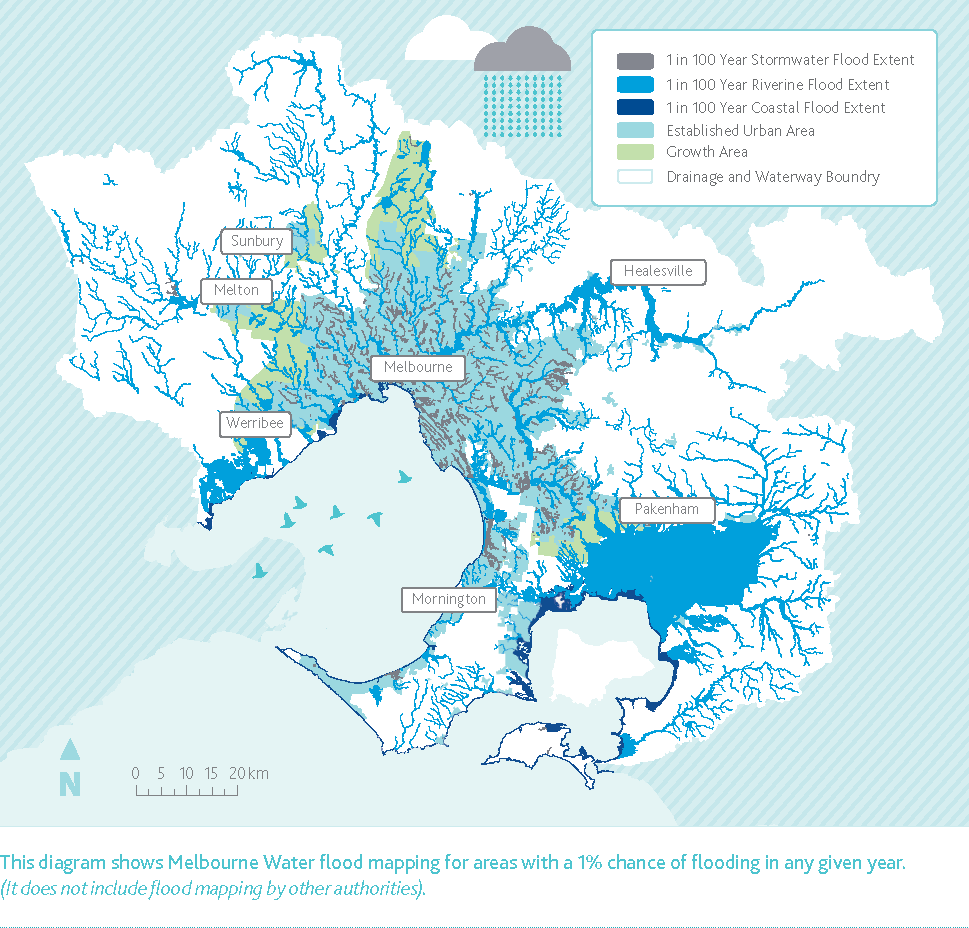 1 in 100 Year Stormwater Flood Extent
1 in 100 Year Riverine Flood Extent
1 in 100 Year Coastal Flood Extent
Established Urban Area
Growth Area
Drainage and Waterway Boundry
Sunbury
Healesville
Melton
Melbourne
Werribee
Pakenham
Mornington
N
0 5 10 15 20 km
This diagram shows Melbourne Water flood mapping for areas with a 1% chance of flooding in any given year.
(It does not include flood mapping by other authorities).